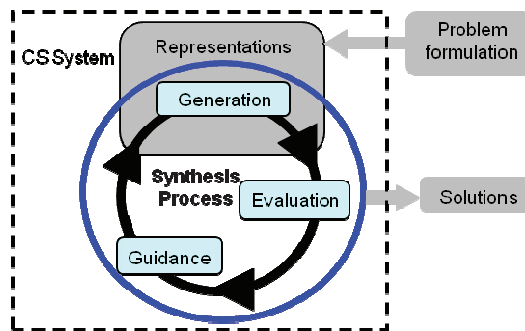 Problem
formulation
Representations
CS System
Generation
Synthesis
Process
Evaluation
Solutions
Guidance